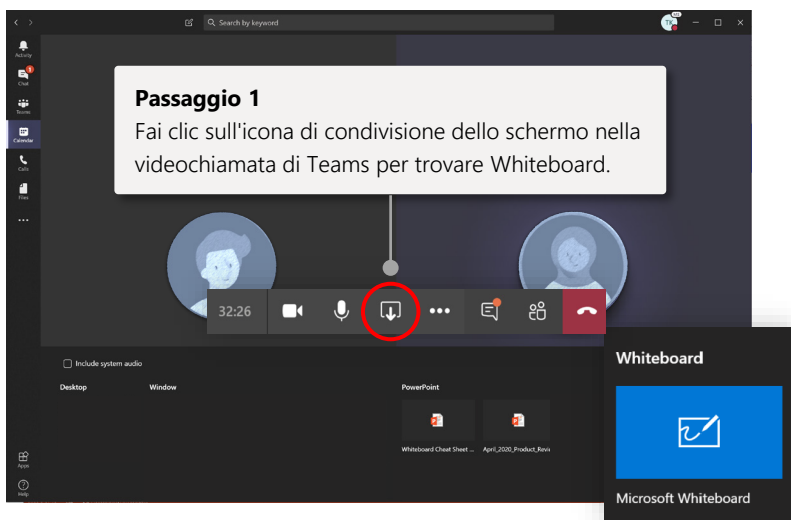 Search by keyword
TK
Activity
1
Chat
Teams
Calendar
Calls
Files
Passaggio 1
Fai clic sull'icona di condivisione dello schermo nella
videochiamata di Teams per trovare Whiteboard.
32:26
Include system audio
Desktop
Window
PowerPoint
Whiteboard Cheat Sheet ...
April_2020_Product_Revi
Whiteboard
Microsoft Whiteboard
Apps
Help